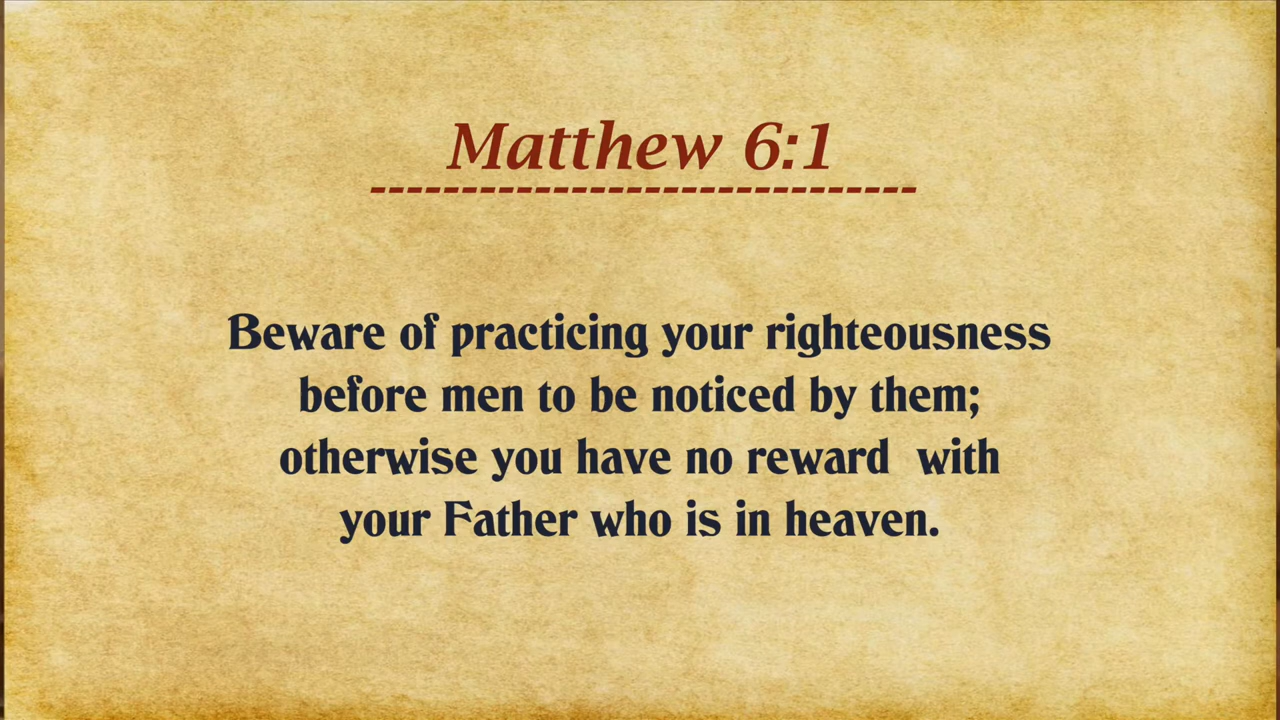 Matthew 6:1
------------------------------
Beware of practicing your righteousness
before men to be noticed by them;
otherwise you have no reward  with
your Father who is in heaven.